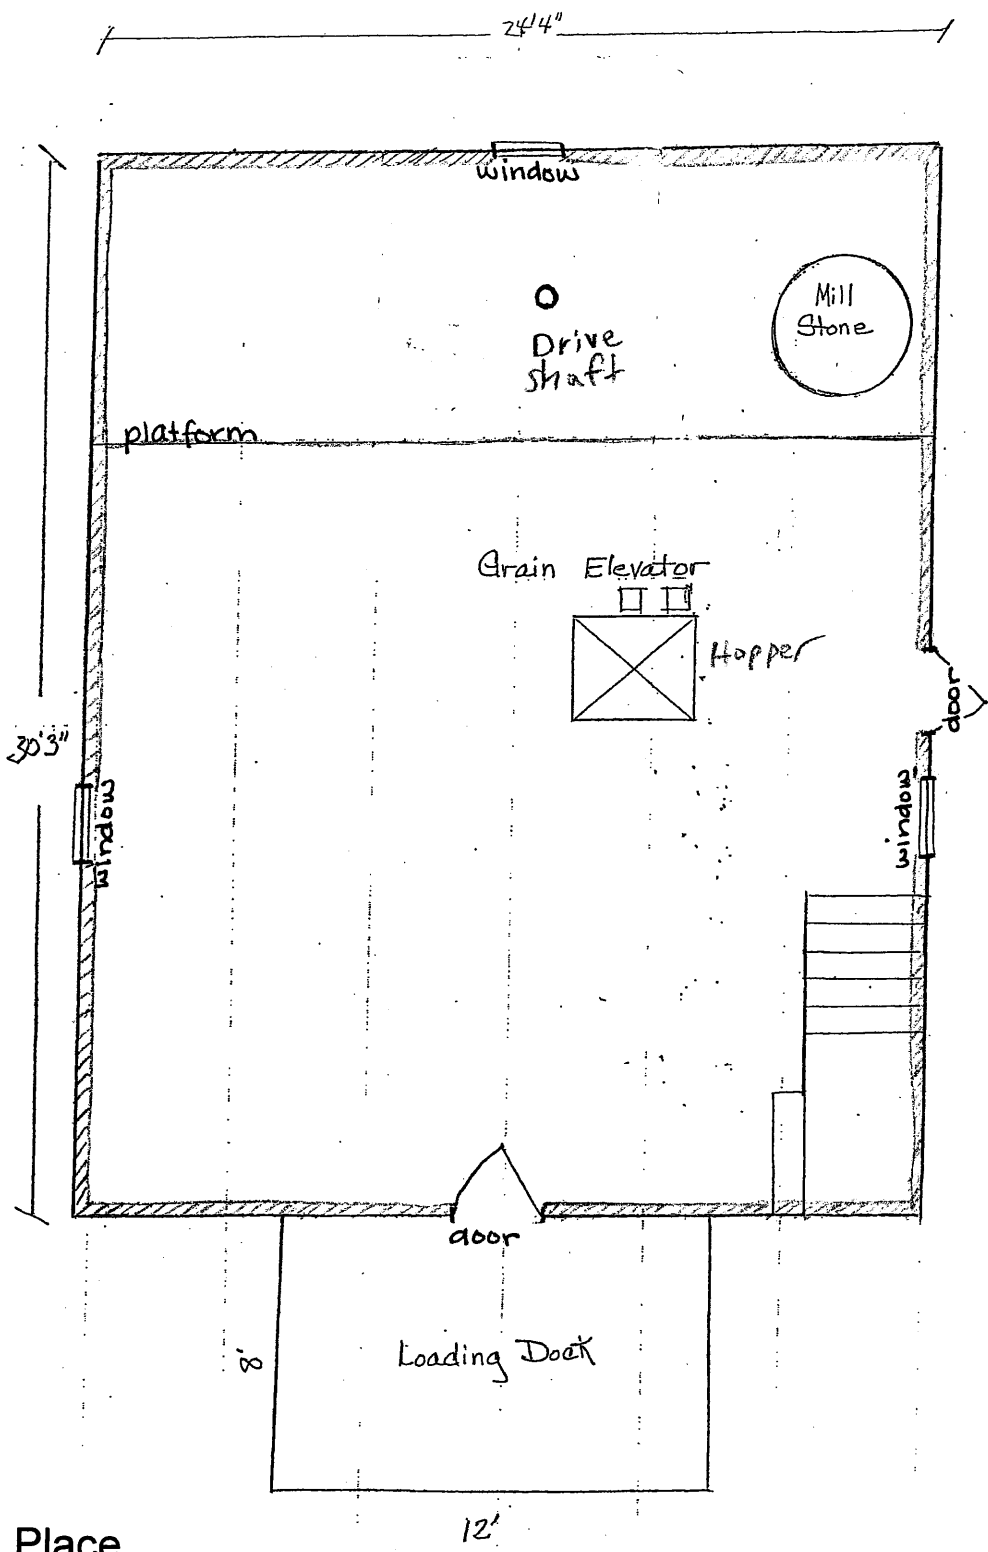 24'4"
window
Mill
Stone
Drive
shaft
platform
Grain Elevator
Hopper
door
30'3"
window
window
door
8'
Loading Dock
12'
Place